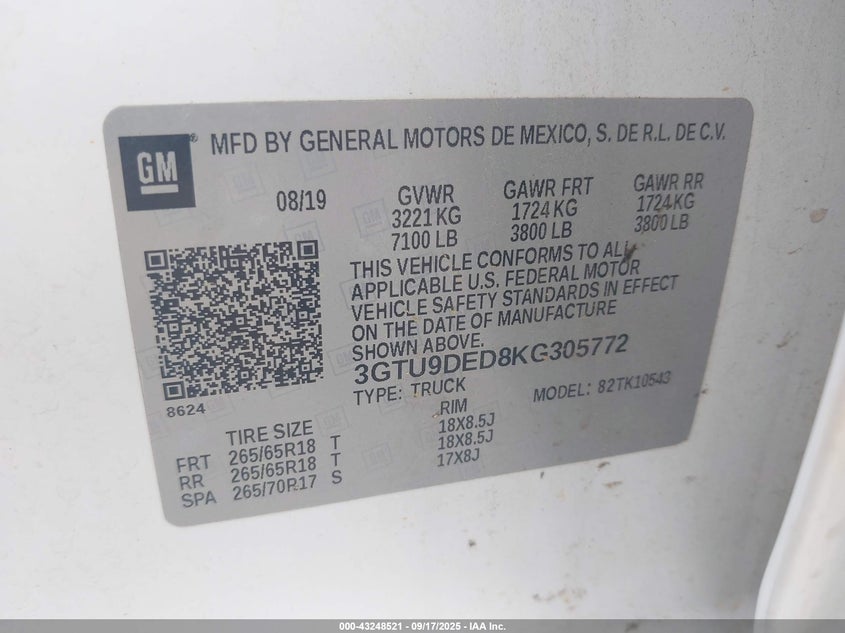 GM® MFD BY GENERAL MOTORS DE MEXICO, S. DE R.L. DE C.V.
08/19 GVWR GAWR FRT GAWR RR
3221 KG 1724 KG 1724 KG
7100 LB 3800 LB 3800 LB
THIS VEHICLE CONFORMS TO ALL
APPLICABLE U.S. FEDERAL MOTOR
VEHICLE SAFETY STANDARDS IN EFFECT
ON THE DATE OF MANUFACTURE
SHOWN ABOVE.
3GTU9DED8KG305772
TYPE: TRUCK MODEL: 82TK10543
8624
TIRE SIZE RIM
FRT 265/65R18 T 18X8.5J
RR 265/65R18 T 18X8.5J
SPA 265/70R17 S 17X8J
000-43248521 - 09/17/2025 - IAA Inc.